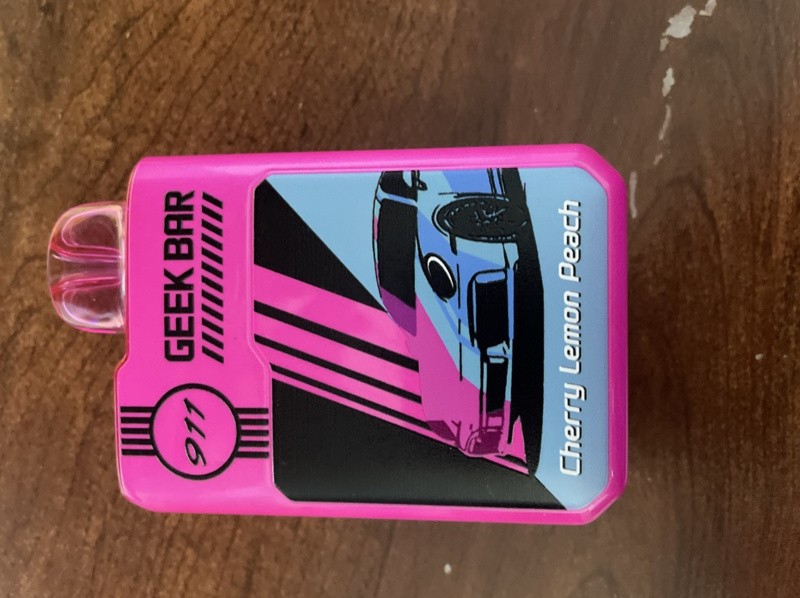 GEEK BAR
911
Cherry Lemon Peach